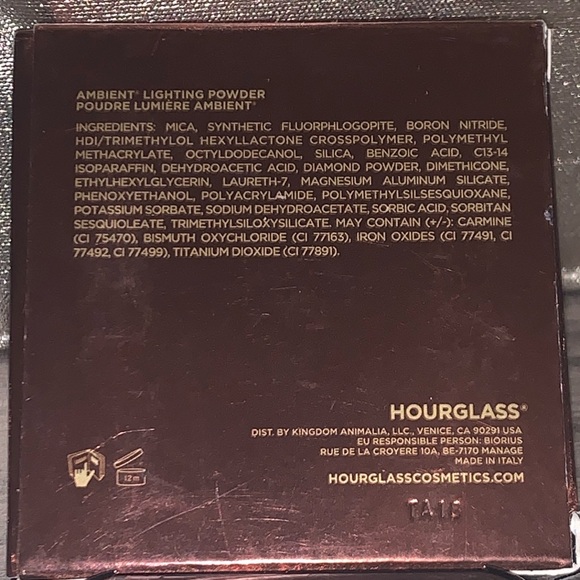 AMBIENT® LIGHTING POWDER
POUDRE LUMIÈRE AMBIENT®
INGREDIENTS: MICA, SYNTHETIC FLUORPHLOGOPITE, BORON NITRIDE,
HDI/TRIMETHYLOL HEXYLLACTONE CROSSPOLYMER, POLYMETHYL
METHACRYLATE, OCTYLDODECANOL, SILICA, BENZOIC ACID, C13-14
ISOPARAFFIN, DEHYDROACETIC ACID, DIAMOND POWDER, DIMETHICONE,
ETHYLHEXYLGLYCERIN, LAURETH-7, MAGNESIUM ALUMINUM SILICATE,
PHENOXYETHANOL, POLYACRYLAMIDE, POLYMETHYLSILSESQUIOXANE,
POTASSIUM SORBATE, SODIUM DEHYDROACETATE, SORBIC ACID, SORBITAN
SESQUIOLEATE, TRIMETHYLSILOXYSILICATE. MAY CONTAIN (+/-): CARMINE
(CI 75470), BISMUTH OXYCHLORIDE (CI 77163), IRON OXIDES (CI 77491, CI
77492, CI 77499), TITANIUM DIOXIDE (CI 77891).
HOURGLASS®
DIST. BY KINGDOM ANIMALIA, LLC., VENICE, CA 90291 USA
EU RESPONSIBLE PERSON: BIORIUS
RUE DE LA CROYERE 10A, BE-7170 MANAGE
MADE IN ITALY
HOURGLASSCOSMETICS.COM
12 m